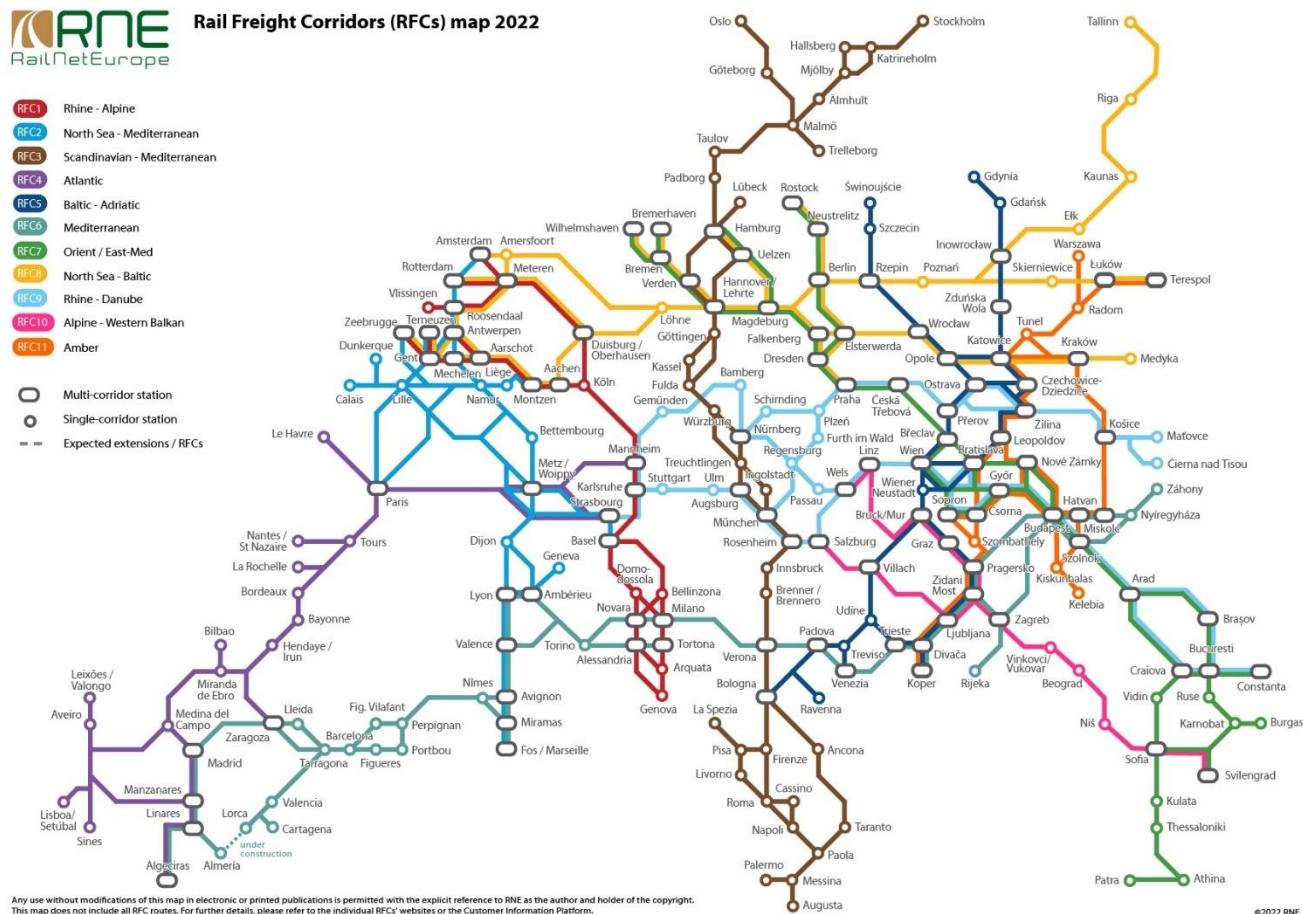 RNE
RailNetEurope
Rail Freight Corridors (RFCs) map 2022
RFC1 Rhine - Alpine
RFC2 North Sea - Mediterranean
RFC3 Scandinavian - Mediterranean
RFC4 Atlantic
RFC5 Baltic - Adriatic
RFC6 Mediterranean
RFC7 Orient / East-Med
RFC8 North Sea - Baltic
RFC9 Rhine - Danube
RFC10 Alpine - Western Balkan
RFC11 Amber
Multi-corridor station
Single-corridor station
Expected extensions / RFCs
Oslo
Stockholm
Tallinn
Hallsberg
Katrineholm
Göteborg
Mjölby
Älmhult
Riga
Malmö
Taulov
Trelleborg
Padborg
Lübeck
Rostock
Świnoujście
Gdynia
Kaunas
Gdańsk
Bremerhaven
Wilhelmshaven
Hamburg
Neustrelitz
Szczecin
Ełk
Amsterdam
Amersfoort
Uelzen
Inowrocław
Warszawa
Rotterdam
Meteren
Bremen
Verden
Hannover /
Lehrte
Berlin
Rzepin
Poznań
Skierniewice
Łuków
Terespol
Vlissingen
Roosendaal
Zeebrugge
Terneuzen
Antwerpen
Löhne
Magdeburg
Zduńska
Wola
Radom
Dunkerque
Aarschot
Duisburg /
Oberhausen
Göttingen
Falkenberg
Elsterwerda
Wrocław
Katowice
Tunel
Kraków
Gent
Mechelen
Liège
Aachen
Dresden
Opole
Medyka
Calais
Lille
Namur
Montzen
Köln
Kassel
Fulda
Bamberg
Praha
Česká
Třebová
Ostrava
Czechowice-
Dziedzice
Gemünden
Schirnding
Le Havre
Bettembourg
Würzburg
Nürnberg
Plzeň
Přerov
Žilina
Košice
Maťovce
Mannheim
Furth im Wald
Břeclav
Leopoldov
Metz /
Woippy
Treuchtlingen
Regensburg
Linz
Wien
Bratislava
Nové Zámky
Čierna nad Tisou
Karlsruhe
Stuttgart
Ulm
Ingolstadt
Wels
Wiener
Neustadt
Győr
Záhony
Paris
Strasbourg
Augsburg
Passau
Sopron
Hatvan
Bruck/Mur
Csorna
Budapest
Miskolc
Nyíregyháza
München
Nantes /
St Nazaire
Tours
Dijon
Basel
Rosenheim
Salzburg
Graz
Szombathely
Szolnok
La Rochelle
Geneva
Domo-
dossola
Innsbruck
Villach
Pragersko
Kiskunhalas
Arad
Bordeaux
Lyon
Ambérieu
Bellinzona
Brenner /
Brennero
Zidani
Most
Kelebia
Bayonne
Novara
Milano
Udine
Ljubljana
Zagreb
Brașov
Bilbao
Hendaye /
Irun
Valence
Torino
Alessandria
Tortona
Verona
Padova
Treviso
Trieste
Divača
Vinkovci/
Vukovar
București
Leixões /
Valongo
Miranda
de Ebro
Arquata
Venezia
Koper
Rijeka
Beograd
Craiova
Constanta
Nîmes
Avignon
Genova
Bologna
Ravenna
Vidin
Ruse
Aveiro
Medina del
Campo
Zaragoza
Lleida
Fig. Vilafant
Perpignan
Miramas
La Spezia
Niš
Karnobat
Burgas
Barcelona
Madrid
Tarragona
Figueres
Portbou
Fos / Marseille
Pisa
Firenze
Ancona
Sofia
Livorno
Svilengrad
Manzanares
Valencia
Cassino
Roma
Kulata
Lisboa/
Setúbal
Sines
Linares
Lorca
Cartagena
Napoli
Taranto
Thessaloniki
under
construction
Algeciras
Almería
Paola
Palermo
Messina
Patra
Athina
Augusta
Any use without modifications of this map in electronic or printed publications is permitted with the explicit reference to RNE as the author and holder of the copyright.
This map does not include all RFC routes. For further details, please refer to the individual RFCs' websites or the Customer Information Platform.
©2022 RNE